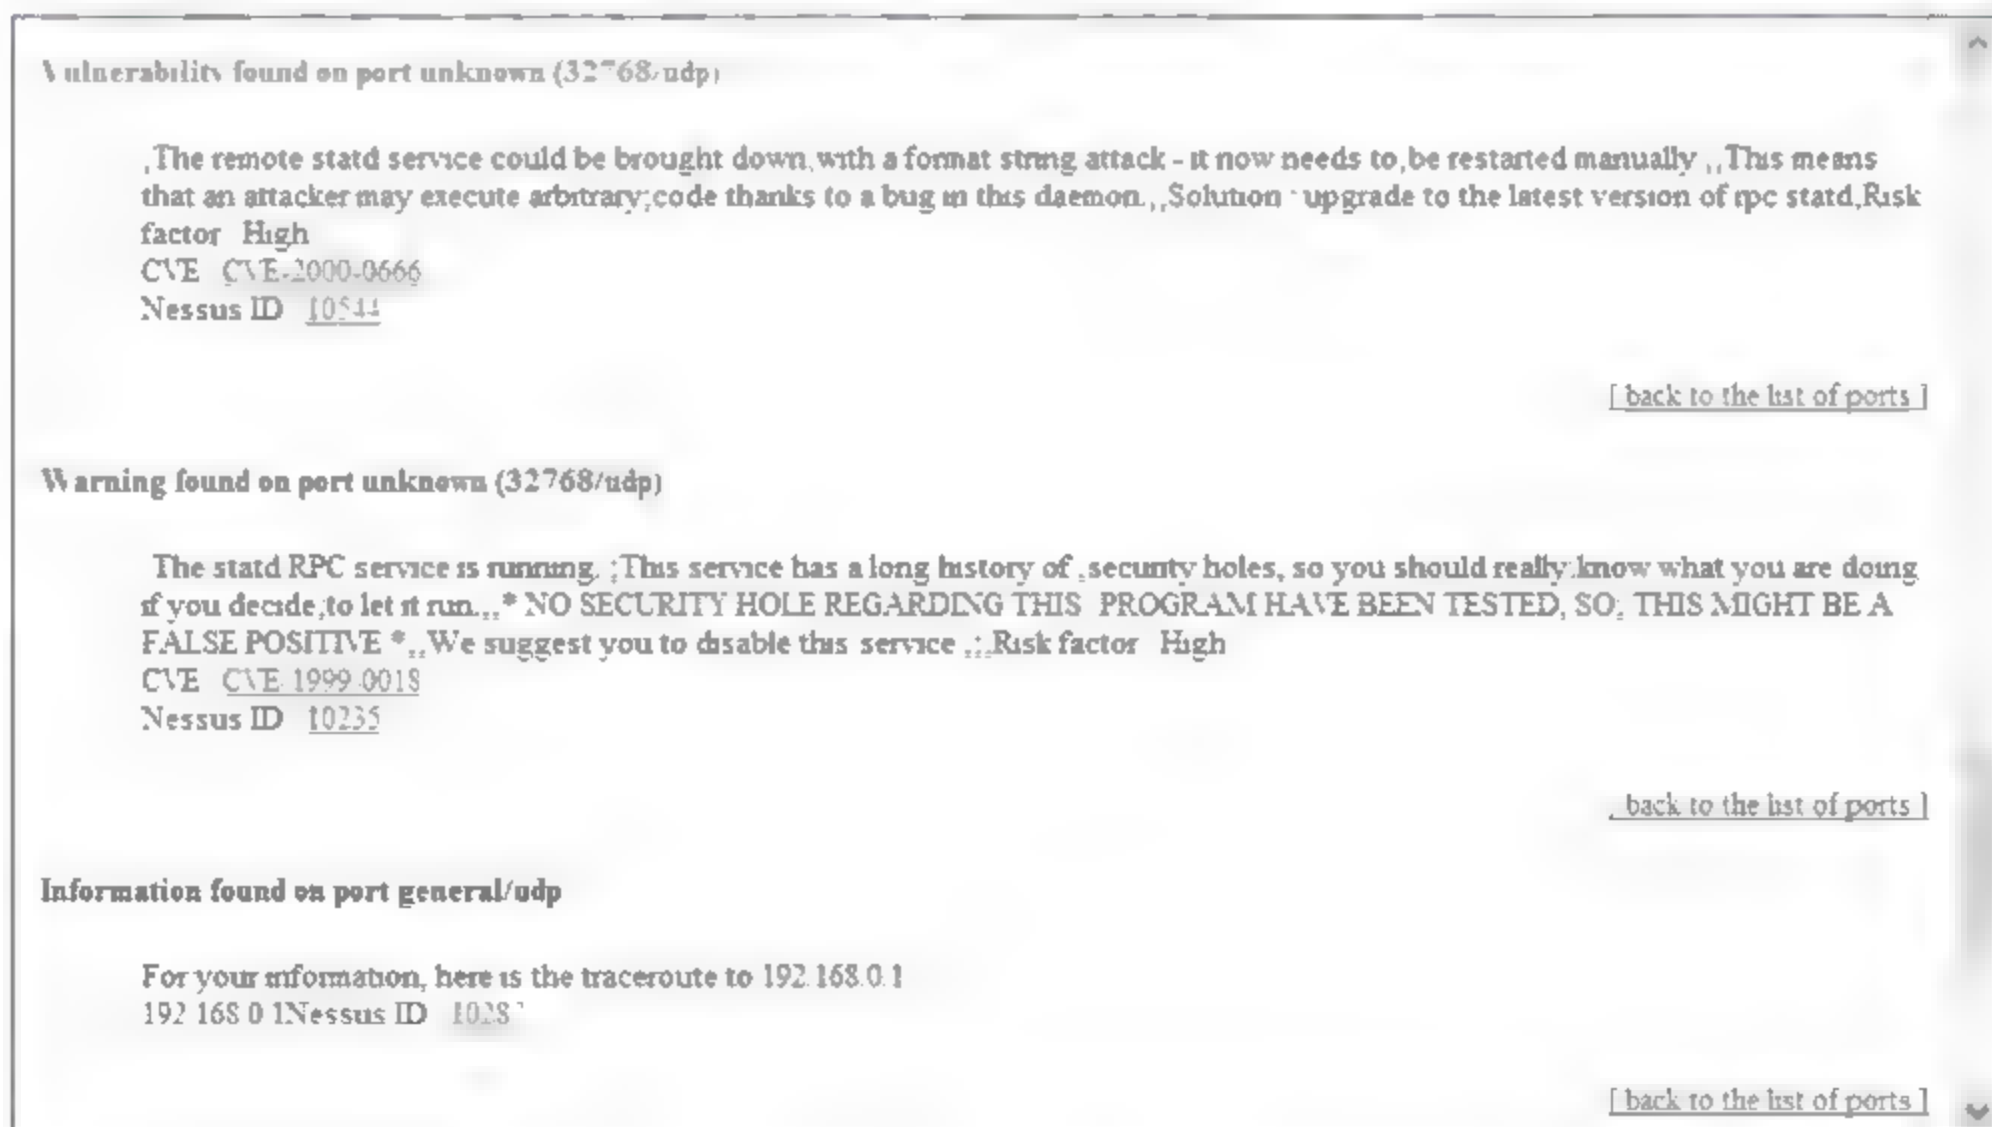 Vulnerability found on port unknown (32768/udp)
,The remote statd service could be brought down,with a format string attack - it now needs to,be restarted manually ,,This means
that an attacker may execute arbitrary,code thanks to a bug in this daemon.,,Solution : upgrade to the latest version of rpc statd,Risk
factor High
CVE CVE-2000-0666
Nessus ID 10544
[ back to the list of ports ]
Warning found on port unknown (32768/udp)
The statd RPC service is running. ;This service has a long history of ,security holes, so you should really,know what you are doing
if you decide,to let it run.,,* NO SECURITY HOLE REGARDING THIS PROGRAM HAVE BEEN TESTED, SO, THIS MIGHT BE A
FALSE POSITIVE *,,We suggest you to disable this service ,;,Risk factor High
CVE CVE-1999-0018
Nessus ID 10235
[ back to the list of ports ]
Information found on port general/udp
For your information, here is the traceroute to 192.168.0.1
192.168.0.1Nessus ID
[ back to the list of ports ]